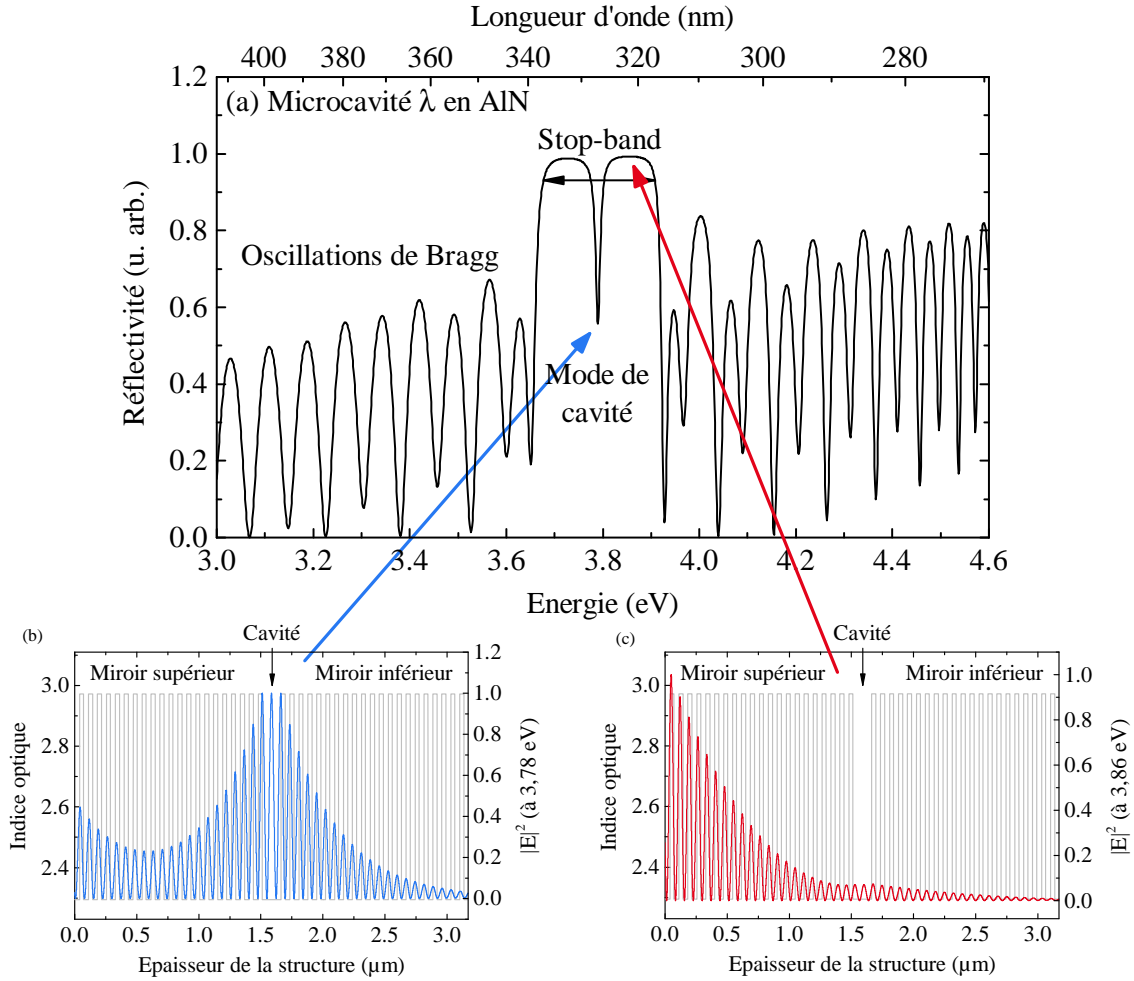 Longueur d'onde (nm)
400 380 360 340 320 300 280
(a) Microcavité λ en AlN
Stop-band
Oscillations de Bragg
Mode de
cavité
Réflectivité (u. arb.)
1.2
1.0
0.8
0.6
0.4
0.2
0.0
3.0 3.2 3.4 3.6 3.8 4.0 4.2 4.4 4.6
Energie (eV)
(b)
Cavité
Miroir supérieur Miroir inférieur
Indice optique
3.0
2.8
2.6
2.4
1.2
1.0
0.8
0.6
0.4
0.2
0.0
|E|² (à 3,78 eV)
0.0 0.5 1.0 1.5 2.0 2.5 3.0
Epaisseur de la structure (µm)
(c)
Cavité
Miroir supérieur Miroir inférieur
Indice optique
3.0
2.8
2.6
2.4
1.0
0.8
0.6
0.4
0.2
0.0
|E|² (à 3,86 eV)
0.0 0.5 1.0 1.5 2.0 2.5 3.0
Epaisseur de la structure (µm)